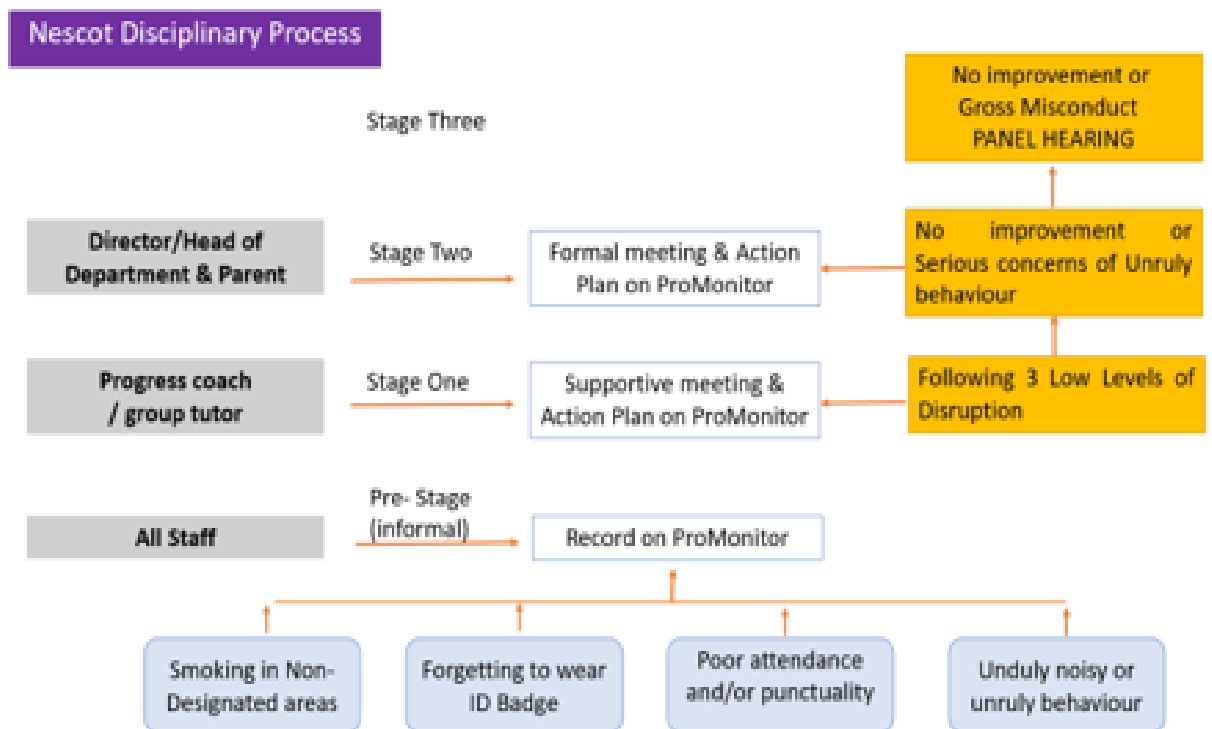 Nescot Disciplinary Process
No improvement or
Gross Misconduct
PANEL HEARING
Stage Three
Director/Head of
Department & Parent
Stage Two
Formal meeting & Action
Plan on ProMonitor
No improvement or
Serious concerns of Unruly
behaviour
Progress coach
/ group tutor
Stage One
Supportive meeting &
Action Plan on ProMonitor
Following 3 Low Levels of
Disruption
All Staff
Pre- Stage
(informal)
Record on ProMonitor
Smoking in Non-
Designated areas
Forgetting to wear
ID Badge
Poor attendance
and/or punctuality
Unduly noisy or
unruly behaviour